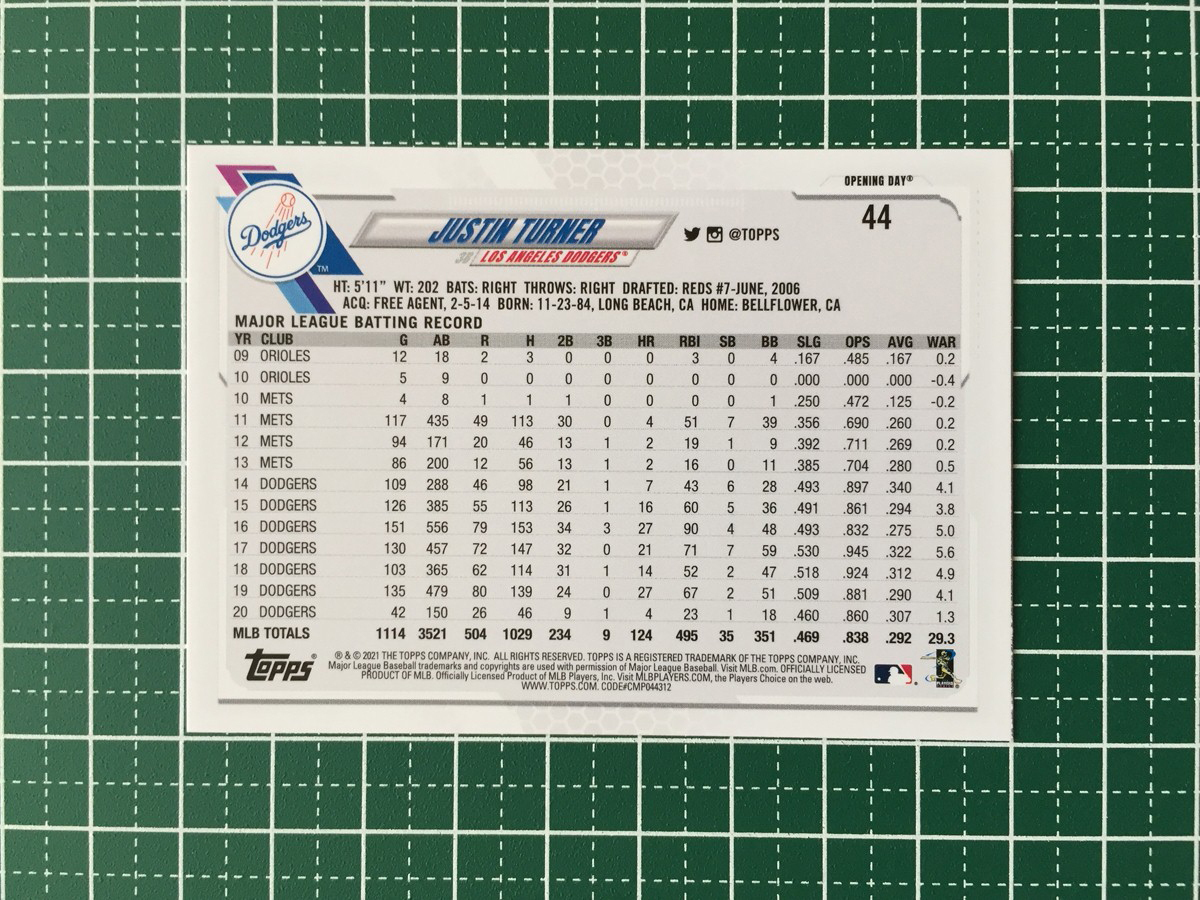 OPENING DAY®
44
Dodgers
TM
JUSTIN TURNER
@TOPPS
3B LOS ANGELES DODGERS®
HT: 5'11" WT: 202 BATS: RIGHT THROWS: RIGHT DRAFTED: REDS #7-JUNE, 2006
ACQ: FREE AGENT, 2-5-14 BORN: 11-23-84, LONG BEACH, CA HOME: BELLFLOWER, CA
MAJOR LEAGUE BATTING RECORD
YR CLUB G AB R H 2B 3B HR RBI SB BB SLG OPS AVG WAR
09 ORIOLES 12 18 2 3 0 0 0 3 0 4 .167 .485 .167 0.2
10 ORIOLES 5 9 0 0 0 0 0 0 0 0 .000 .000 .000 -0.4
10 METS 4 8 1 1 1 0 0 0 0 1 .250 .472 .125 -0.2
11 METS 117 435 49 113 30 0 4 51 7 39 .356 .690 .260 0.2
12 METS 94 171 20 46 13 1 2 19 1 9 .392 .711 .269 0.2
13 METS 86 200 12 56 13 1 2 16 0 11 .385 .704 .280 0.5
14 DODGERS 109 288 46 98 21 1 7 43 6 28 .493 .897 .340 4.1
15 DODGERS 126 385 55 113 26 1 16 60 5 36 .491 .861 .294 3.8
16 DODGERS 151 556 79 153 34 3 27 90 4 48 .493 .832 .275 5.0
17 DODGERS 130 457 72 147 32 0 21 71 7 59 .530 .945 .322 5.6
18 DODGERS 103 365 62 114 31 1 14 52 2 47 .518 .924 .312 4.9
19 DODGERS 135 479 80 139 24 0 27 67 2 51 .509 .881 .290 4.1
20 DODGERS 42 150 26 46 9 1 4 23 1 18 .460 .860 .307 1.3
MLB TOTALS 1114 3521 504 1029 234 9 124 495 35 351 .469 .838 .292 29.3
topps®
® & © 2021 THE TOPPS COMPANY, INC. ALL RIGHTS RESERVED. TOPPS IS A REGISTERED TRADEMARK OF THE TOPPS COMPANY, INC.
Major League Baseball trademarks and copyrights are used with permission of Major League Baseball. Visit MLB.com. OFFICIALLY LICENSED
PRODUCT OF MLB. Officially Licensed Product of MLB Players, Inc. Visit MLBPLAYERS.COM, the Players Choice on the web.
WWW.TOPPS.COM. CODE#CMP044312